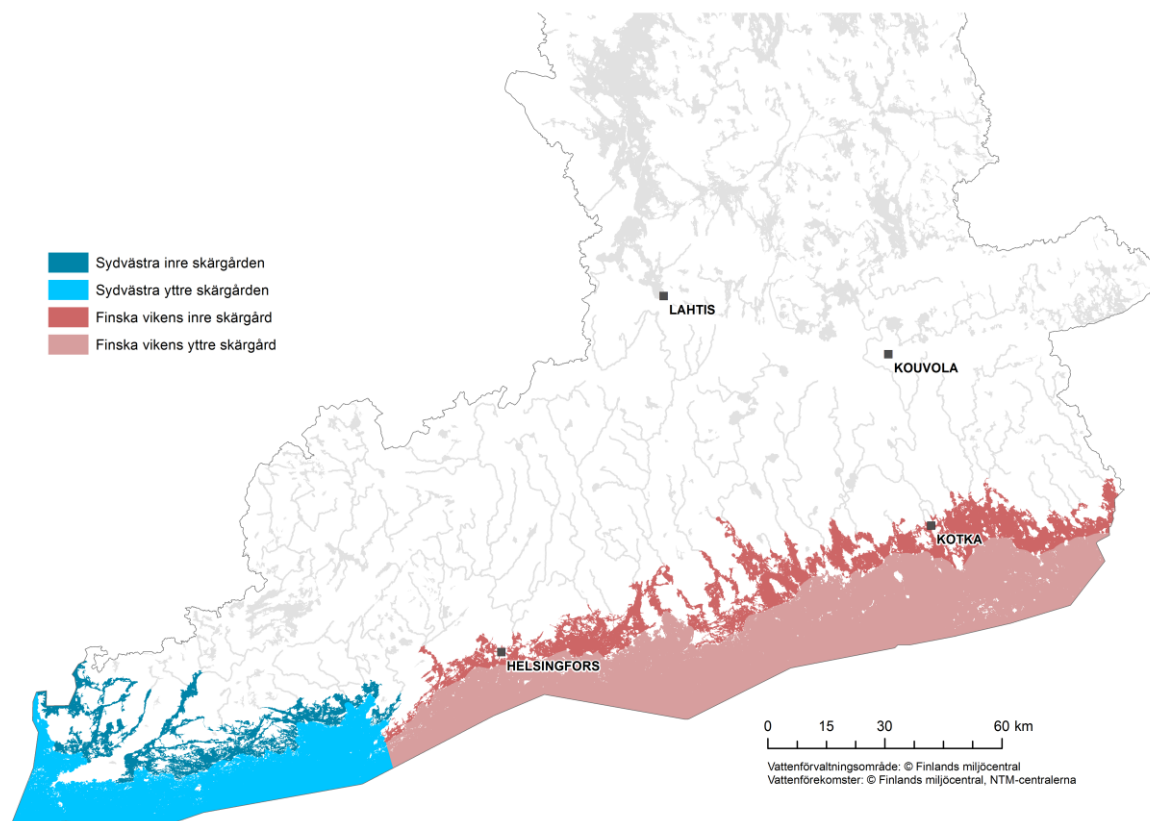 Sydvästra inre skärgården
Sydvästra yttre skärgården
Finska vikens inre skärgård
Finska vikens yttre skärgård
LAHTIS
KOUVOLA
KOTKA
HELSINGFORS
0 15 30 60 km
Vattenförvaltningsområde: © Finlands miljöcentral
Vattenförekomster: © Finlands miljöcentral, NTM-centralerna